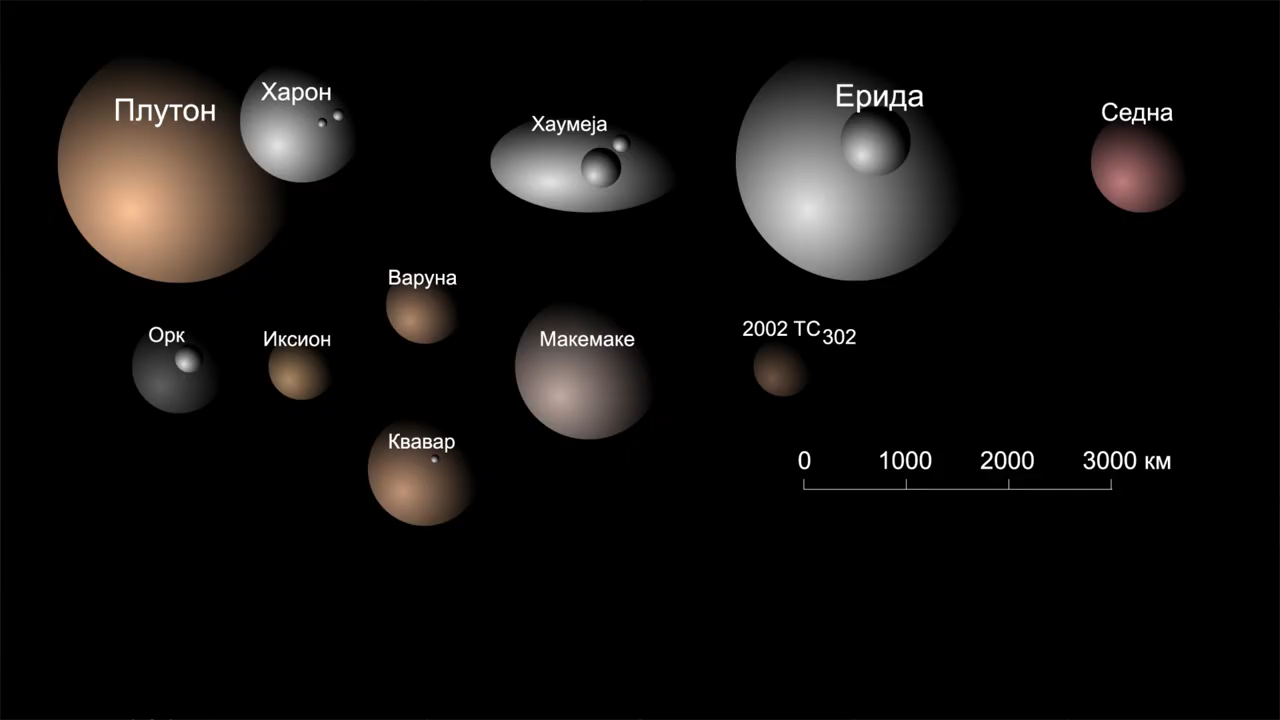 Плутон
Харон
Хаумеја
Ерида
Седна
Варуна
Орк
Иксион
Макемаке
2002 TC302
Квавар
0 1000 2000 3000 км